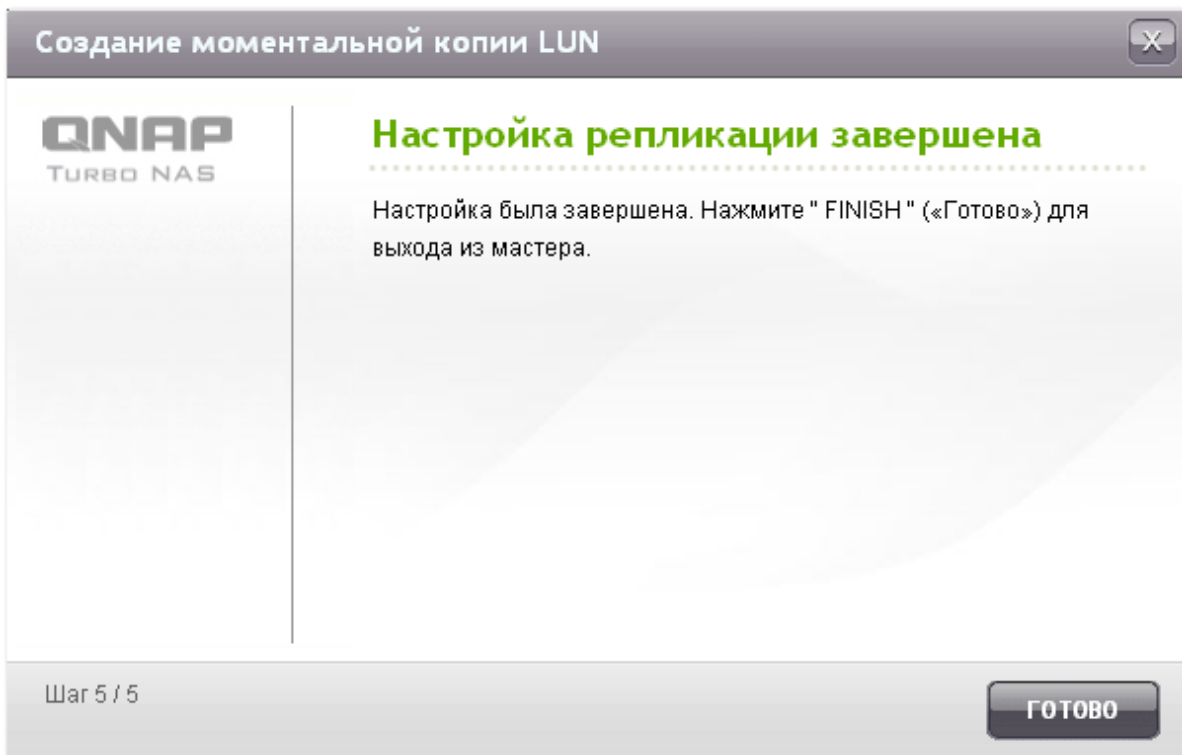 Создание моментальной копии LUN
X
QNAP
TURBO NAS
Настройка репликации завершена
Настройка была завершена. Нажмите " FINISH " («Готово») для
выхода из мастера.
Шаг 5 / 5
ГОТОВО